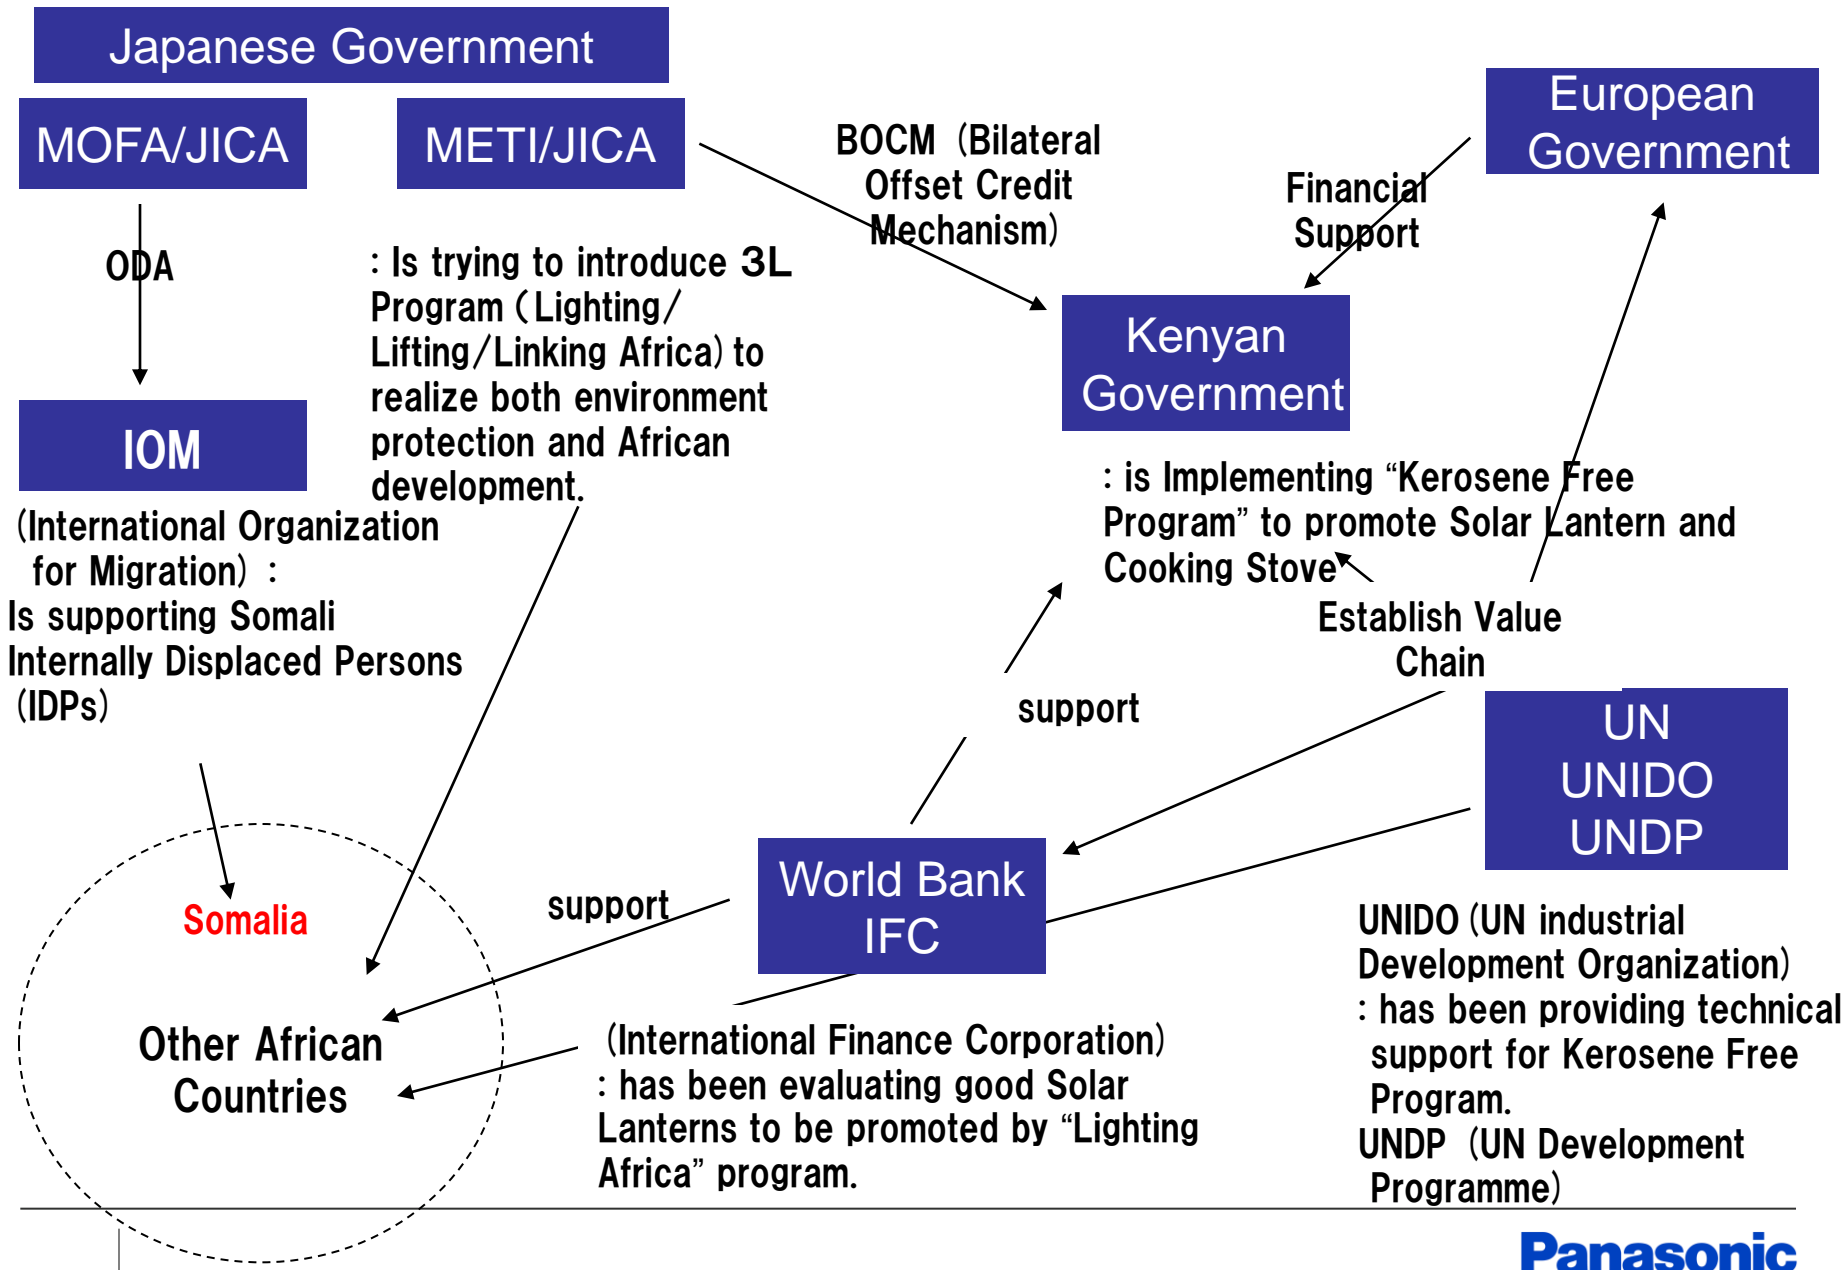 Japanese Government
MOFA/JICA
METI/JICA
BOCM (Bilateral
Offset Credit
Mechanism)
European
Government
Financial
Support
ODA
: Is trying to introduce 3L
Program (Lighting/
Lifting/Linking Africa) to
realize both environment
protection and African
development.
Kenyan
Government
IOM
: is Implementing “Kerosene Free
Program” to promote Solar Lantern and
Cooking Stove
(International Organization
for Migration) :
Is supporting Somali
Internally Displaced Persons
(IDPs)
Establish Value
Chain
support
UN
UNIDO
UNDP
World Bank
IFC
support
Somalia
Other African
Countries
(International Finance Corporation)
: has been evaluating good Solar
Lanterns to be promoted by “Lighting
Africa” program.
UNIDO (UN industrial
Development Organization)
: has been providing technical
support for Kerosene Free
Program.
UNDP (UN Development
Programme)
Panasonic